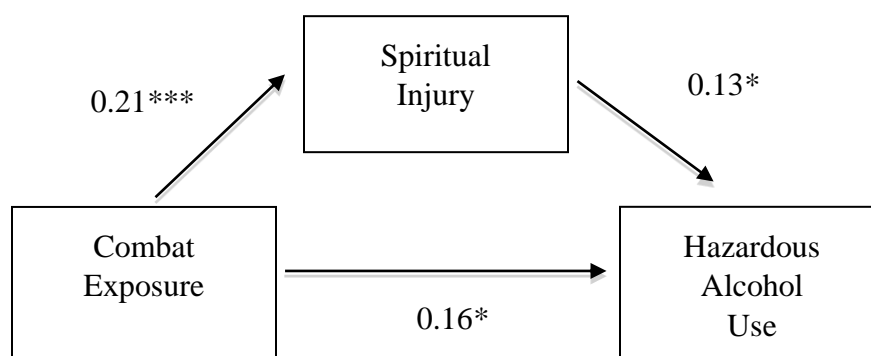 Spiritual
Injury
0.21***
0.13*
Combat
Exposure
Hazardous
Alcohol
Use
0.16*